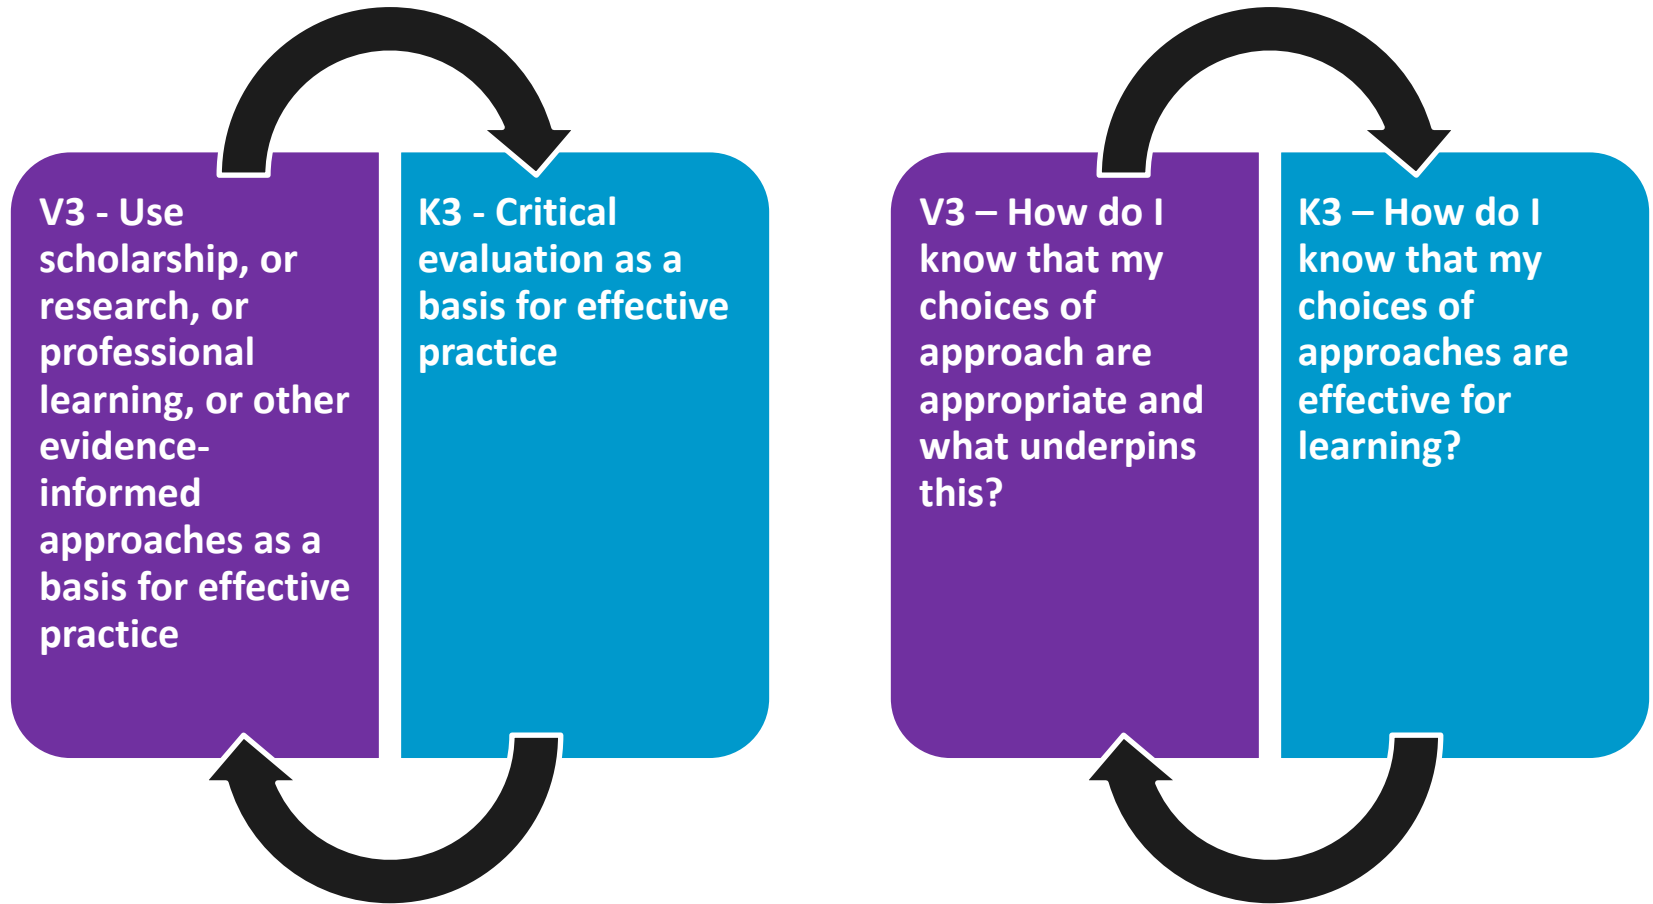 V3 - Use
scholarship, or
research, or
professional
learning, or other
evidence-
informed
approaches as a
basis for effective
practice
K3 - Critical
evaluation as a
basis for effective
practice
V3 – How do I
know that my
choices of
approach are
appropriate and
what underpins
this?
K3 – How do I
know that my
choices of
approaches are
effective for
learning?